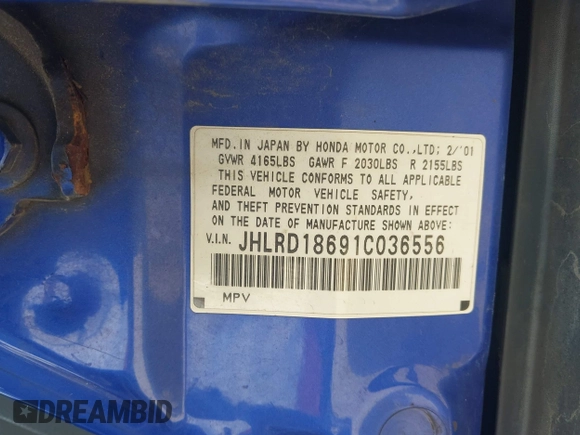 MFD.IN JAPAN BY HONDA MOTOR CO.,LTD; 2/'01
GVWR 4165LBS GAWR F 2030LBS R 2155LBS
THIS VEHICLE CONFORMS TO ALL APPLICABLE
FEDERAL MOTOR VEHICLE SAFETY,
AND THEFT PREVENTION STANDARDS IN EFFECT
ON THE DATE OF MANUFACTURE SHOWN ABOVE:
V.I.N. JHLRD18691C036556
MPV
DREAMBID